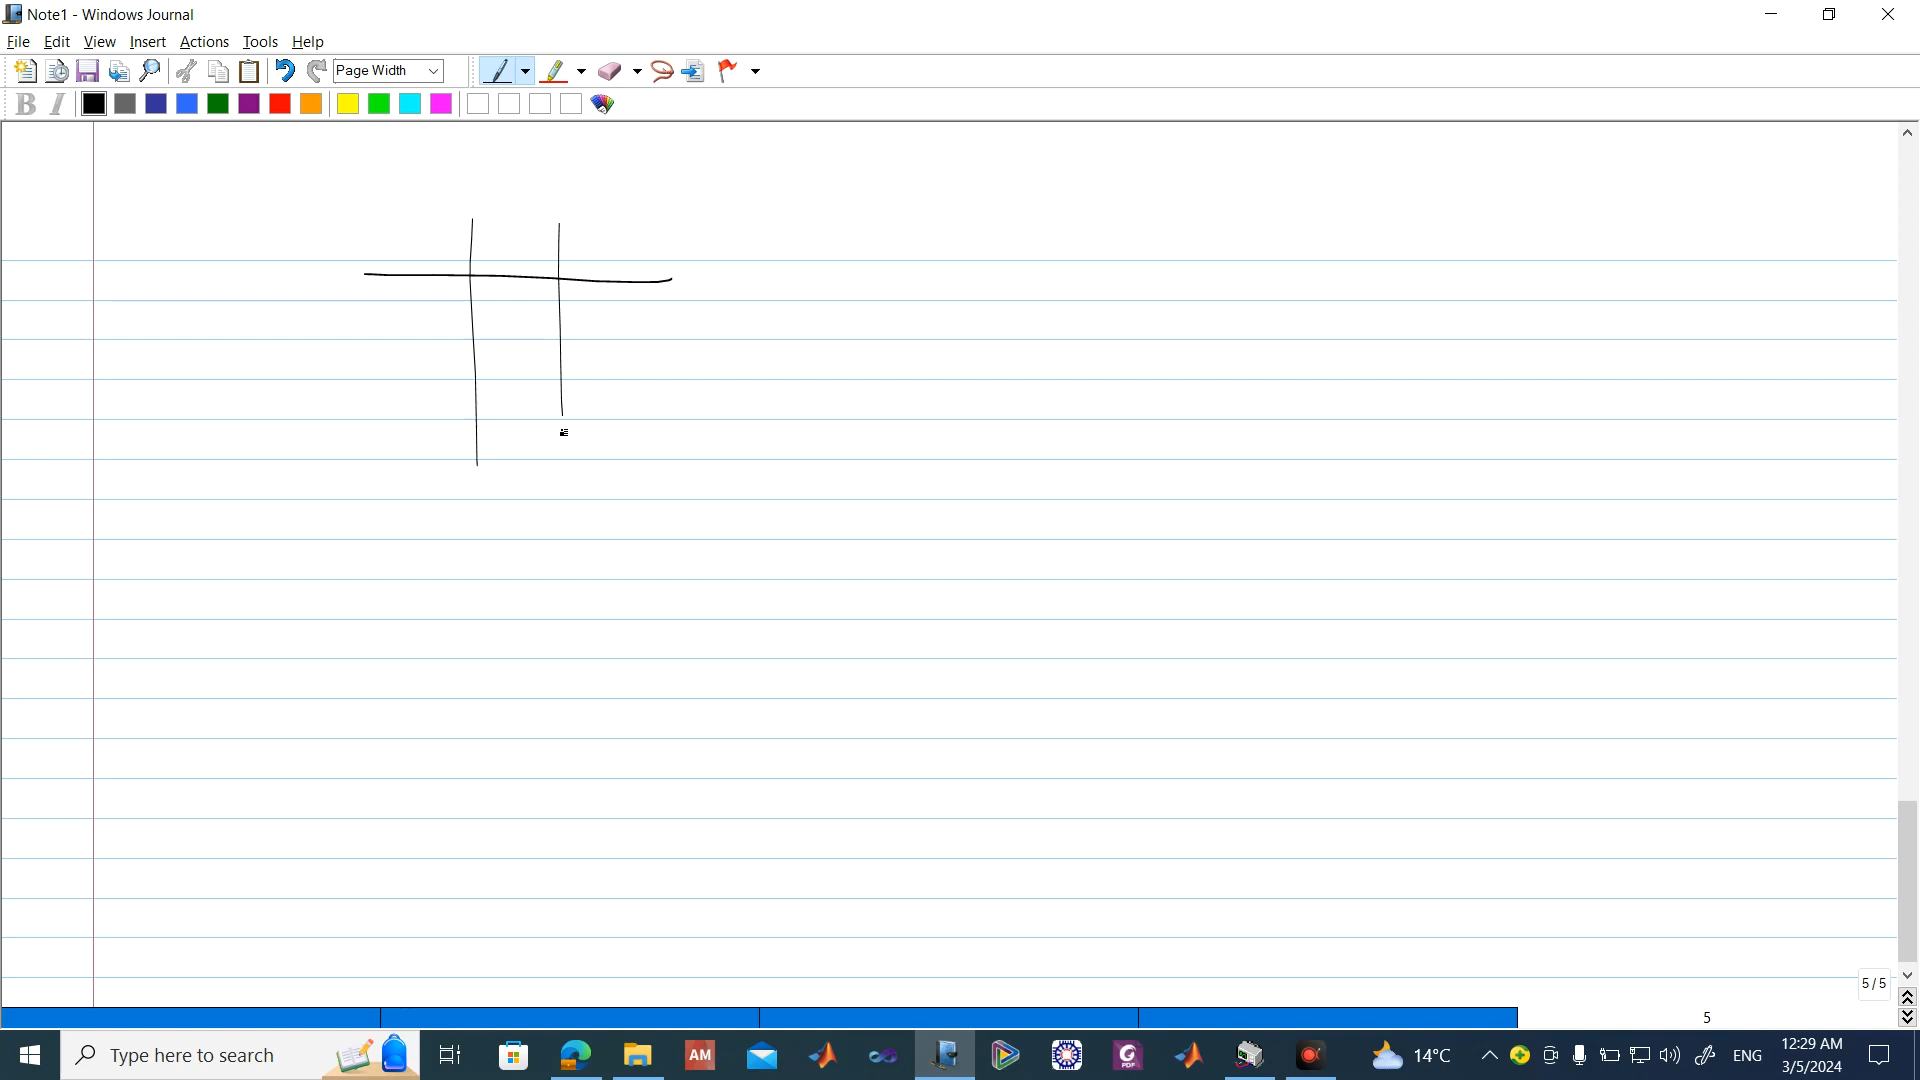 Note1 - Windows Journal
File Edit View Insert Actions Tools Help
Page Width
B I
5 / 5
5
Type here to search
AM
PDF
14°C
ENG
12:29 AM
3/5/2024